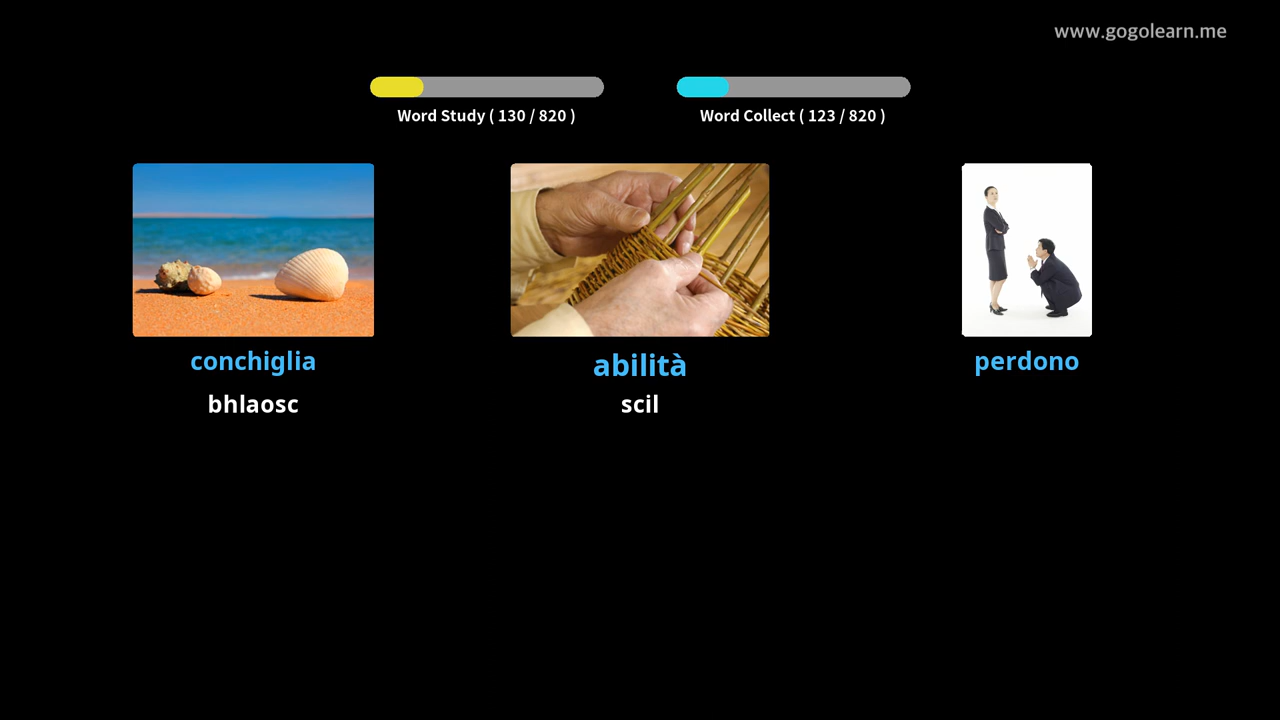 www.gogolearn.me
Word Study ( 130 / 820 )
Word Collect ( 123 / 820 )
conchiglia
abilità
perdono
bhlaosc
scil